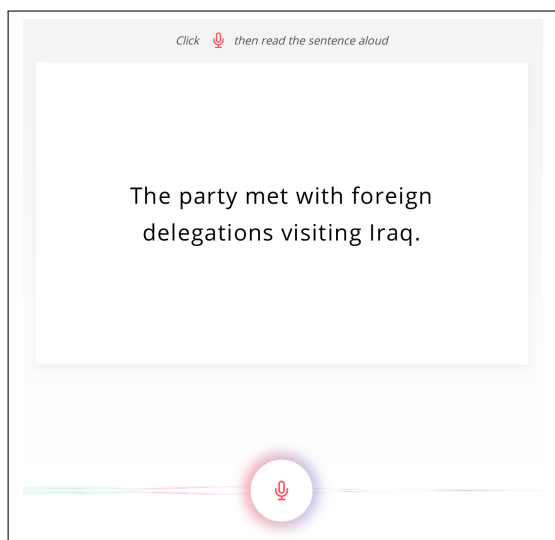 Click then read the sentence aloud
The party met with foreign
delegations visiting Iraq.